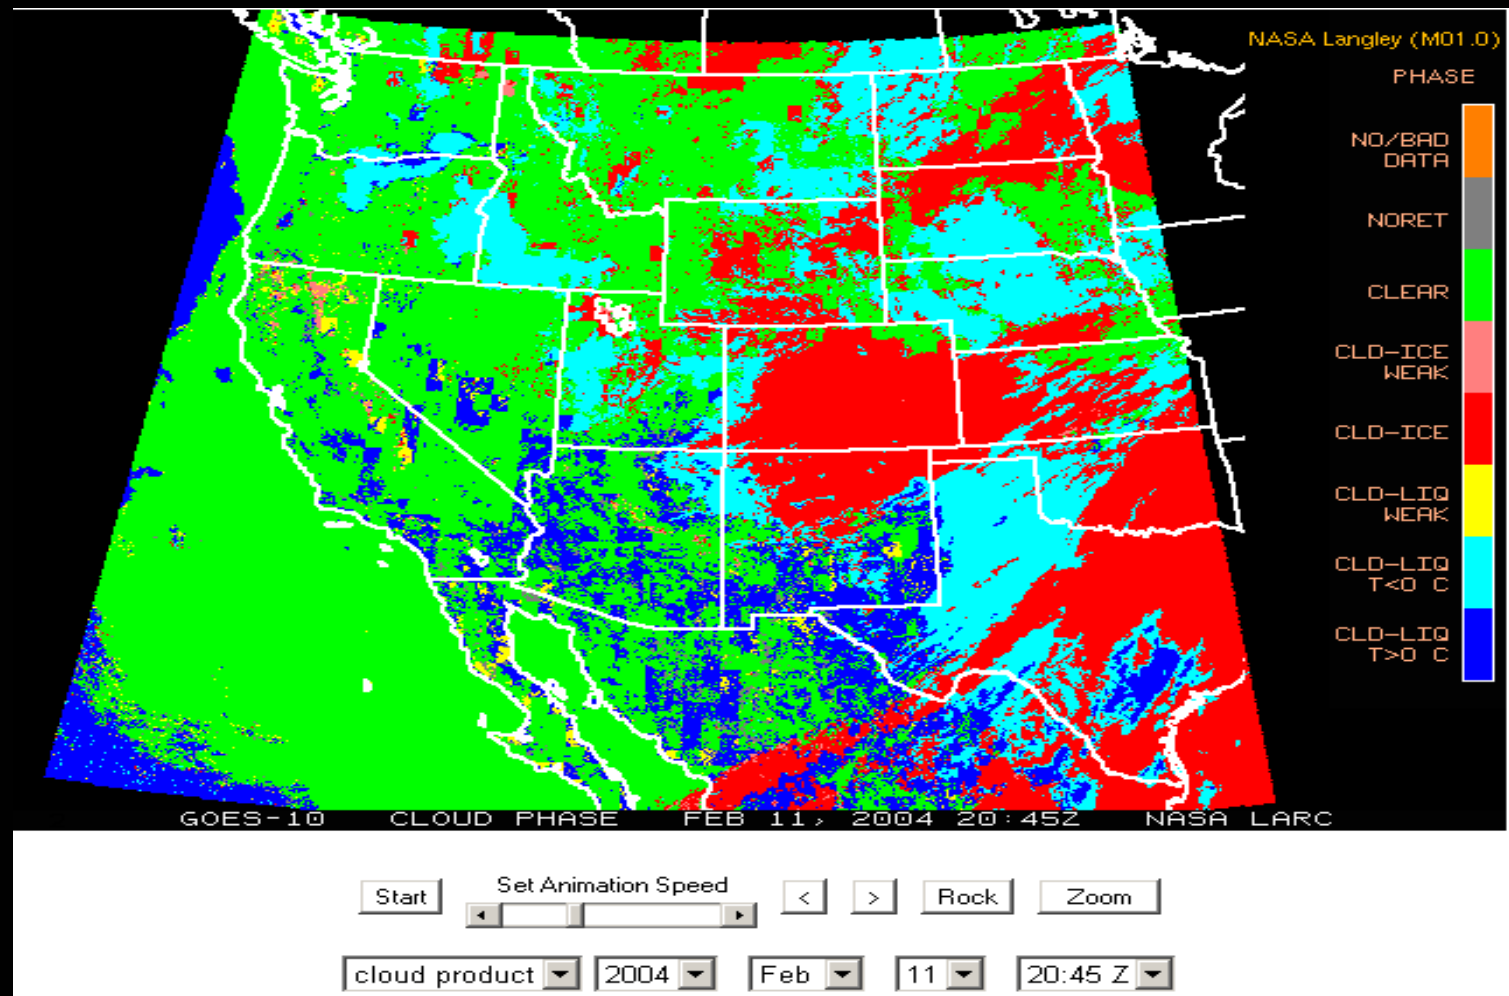 NASA Langley (M01.0)
PHASE
NO/BAD
DATA
NORET
CLEAR
CLD-ICE
WEAK
CLD-ICE
CLD-LIQ
WEAK
CLD-LIQ
T<0 C
CLD-LIQ
T>0 C
GOES-10 CLOUD PHASE FEB 11, 2004 20:45Z NASA LARC
Set Animation Speed
Start < > Rock Zoom
cloud product 2004 Feb 11 20:45 Z